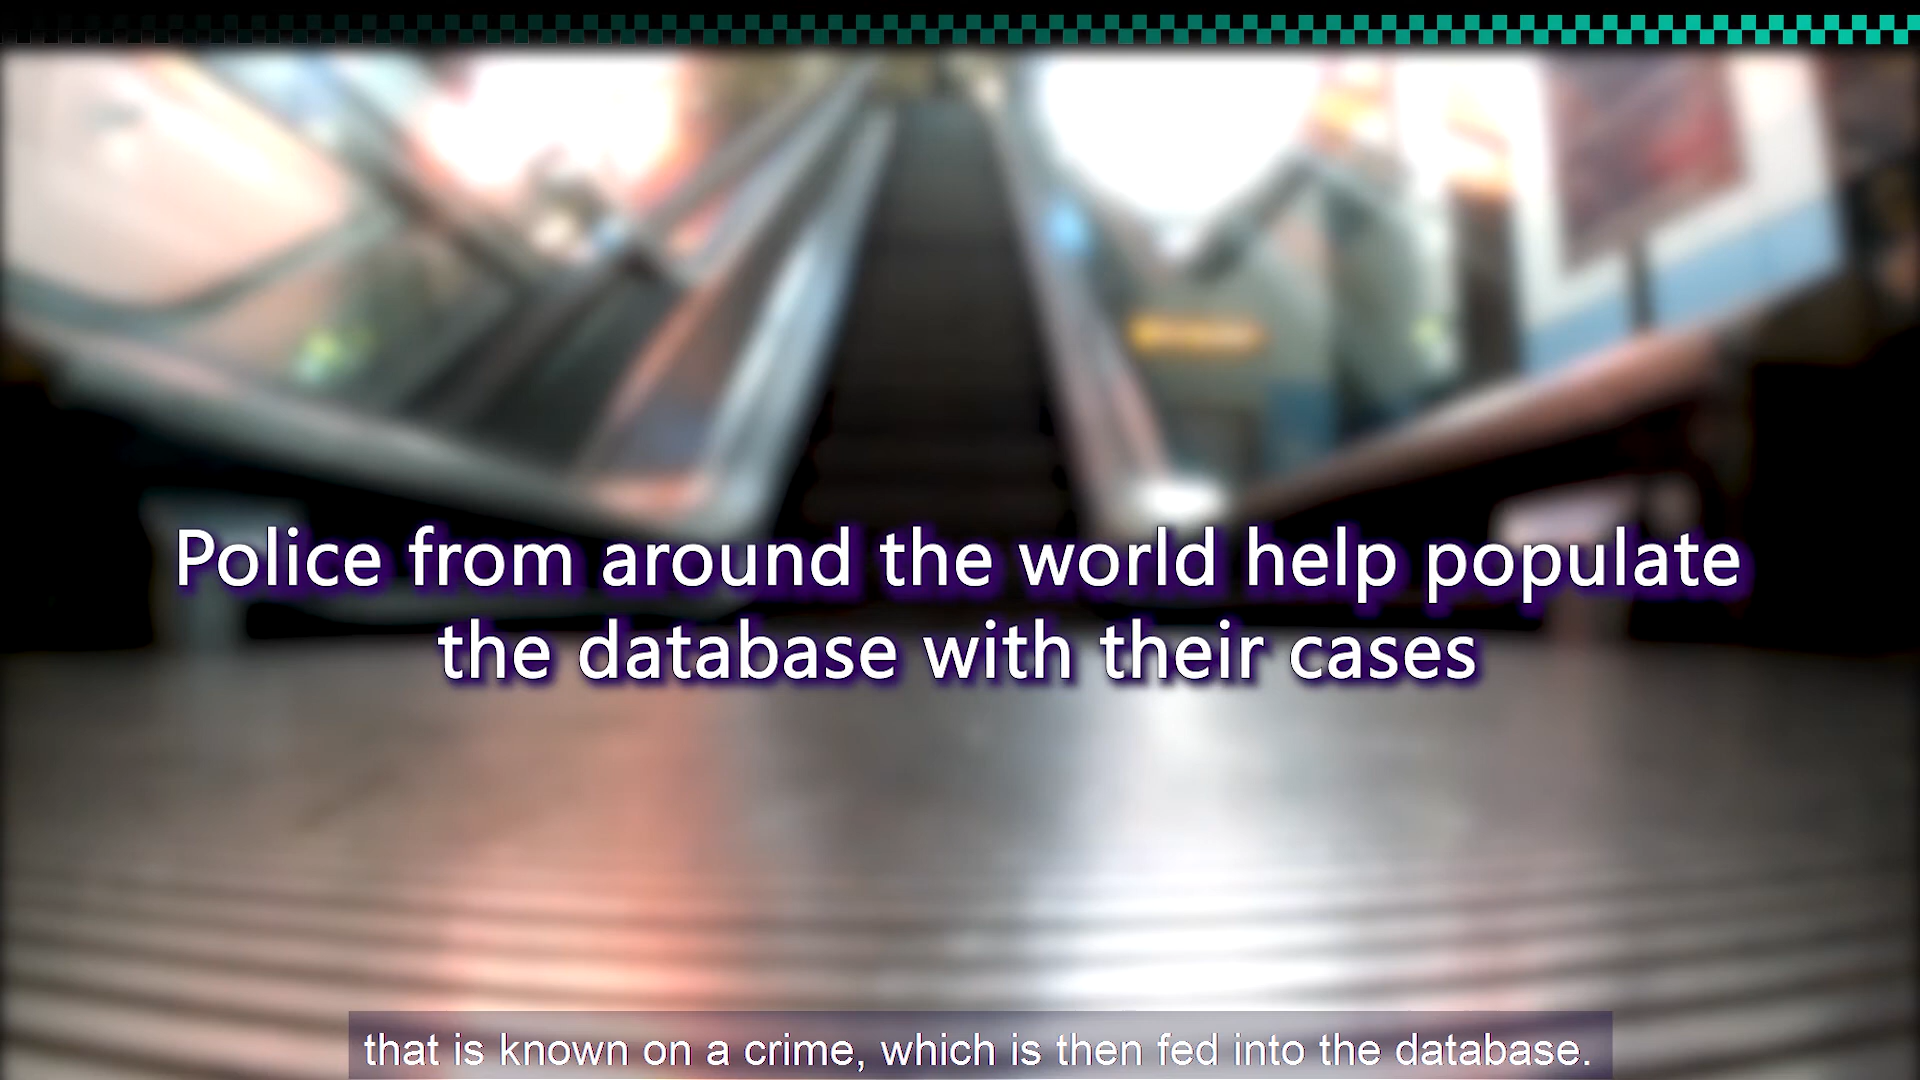 Police from around the world help populate
the database with their cases
that is known on a crime, which is then fed into the database.